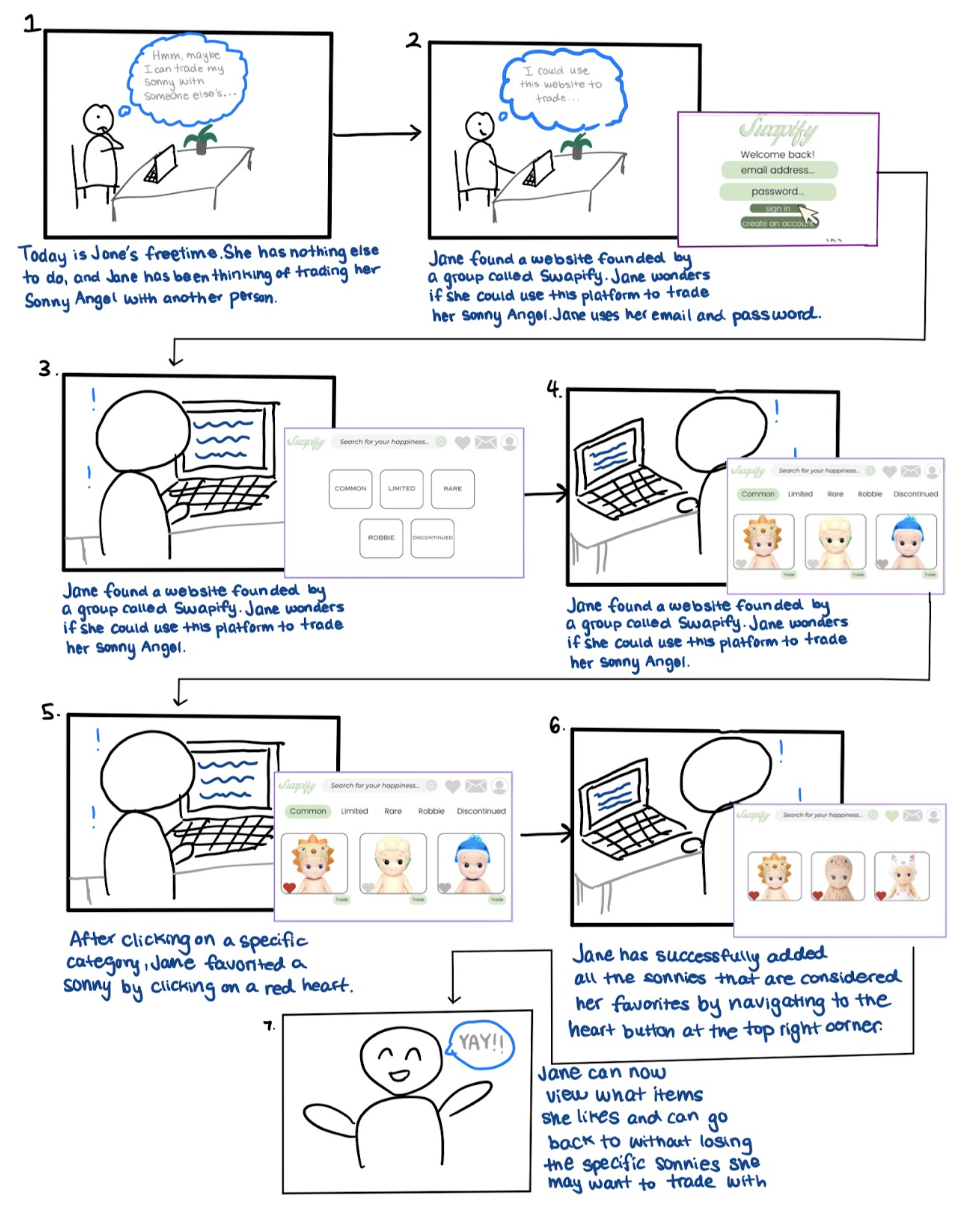 1
Hmm, maybe
I can trade my
Sonny with
someone else's...
Today is Jane's freetime. She has nothing else
to do, and Jane has been thinking of trading her
Sonny Angel with another person.
2
I could use
this website to
trade...
Swapify
Welcome back!
email address...
password...
sign in
create an account
Jane found a website founded by
a group called Swapify. Jane wonders
if she could use this platform to trade
her Sonny Angel. Jane uses her email and password.
3.
!
!
Swapify
Search for your happiness...
COMMON
LIMITED
RARE
ROBBIE
DISCONTINUED
Jane found a website founded by
a group called Swapify. Jane wonders
if she could use this platform to trade
her Sonny Angel.
4.
!
!
Swapify
Search for your happiness...
Common Limited Rare Robbie Discontinued
Trade Trade Trade
Jane found a website founded by
a group called Swapify. Jane wonders
if she could use this platform to trade
her Sonny Angel.
5.
!
!
Swapify
Search for your happiness...
Common Limited Rare Robbie Discontinued
Trade Trade Trade
After clicking on a specific
category, Jane favorited a
sonny by clicking on a red heart.
6.
!
!
Swapify
Search for your happiness...
Jane has successfully added
all the sonnies that are considered
her favorites by navigating to the
heart button at the top right corner.
7.
YAY!!
Jane can now
view what items
she likes and can go
back to without losing
the specific sonnies she
may want to trade with